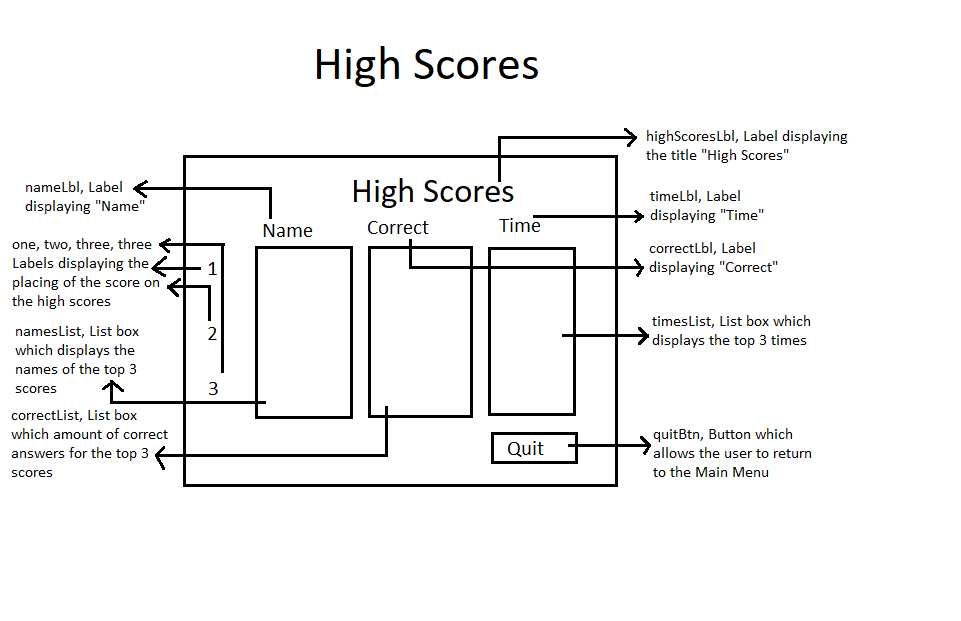 High Scores
highScoresLbl, Label displaying
the title "High Scores"
nameLbl, Label
displaying "Name"
High Scores
timeLbl, Label
displaying "Time"
Name
Correct
Time
one, two, three, three
Labels displaying the
placing of the score on
the high scores
correctLbl, Label
displaying "Correct"
1
2
3
namesList, List box
which displays the
names of the top 3
scores
timesList, List box which
displays the top 3 times
correctList, List box
which amount of correct
answers for the top 3
scores
Quit
quitBtn, Button which
allows the user to return
to the Main Menu